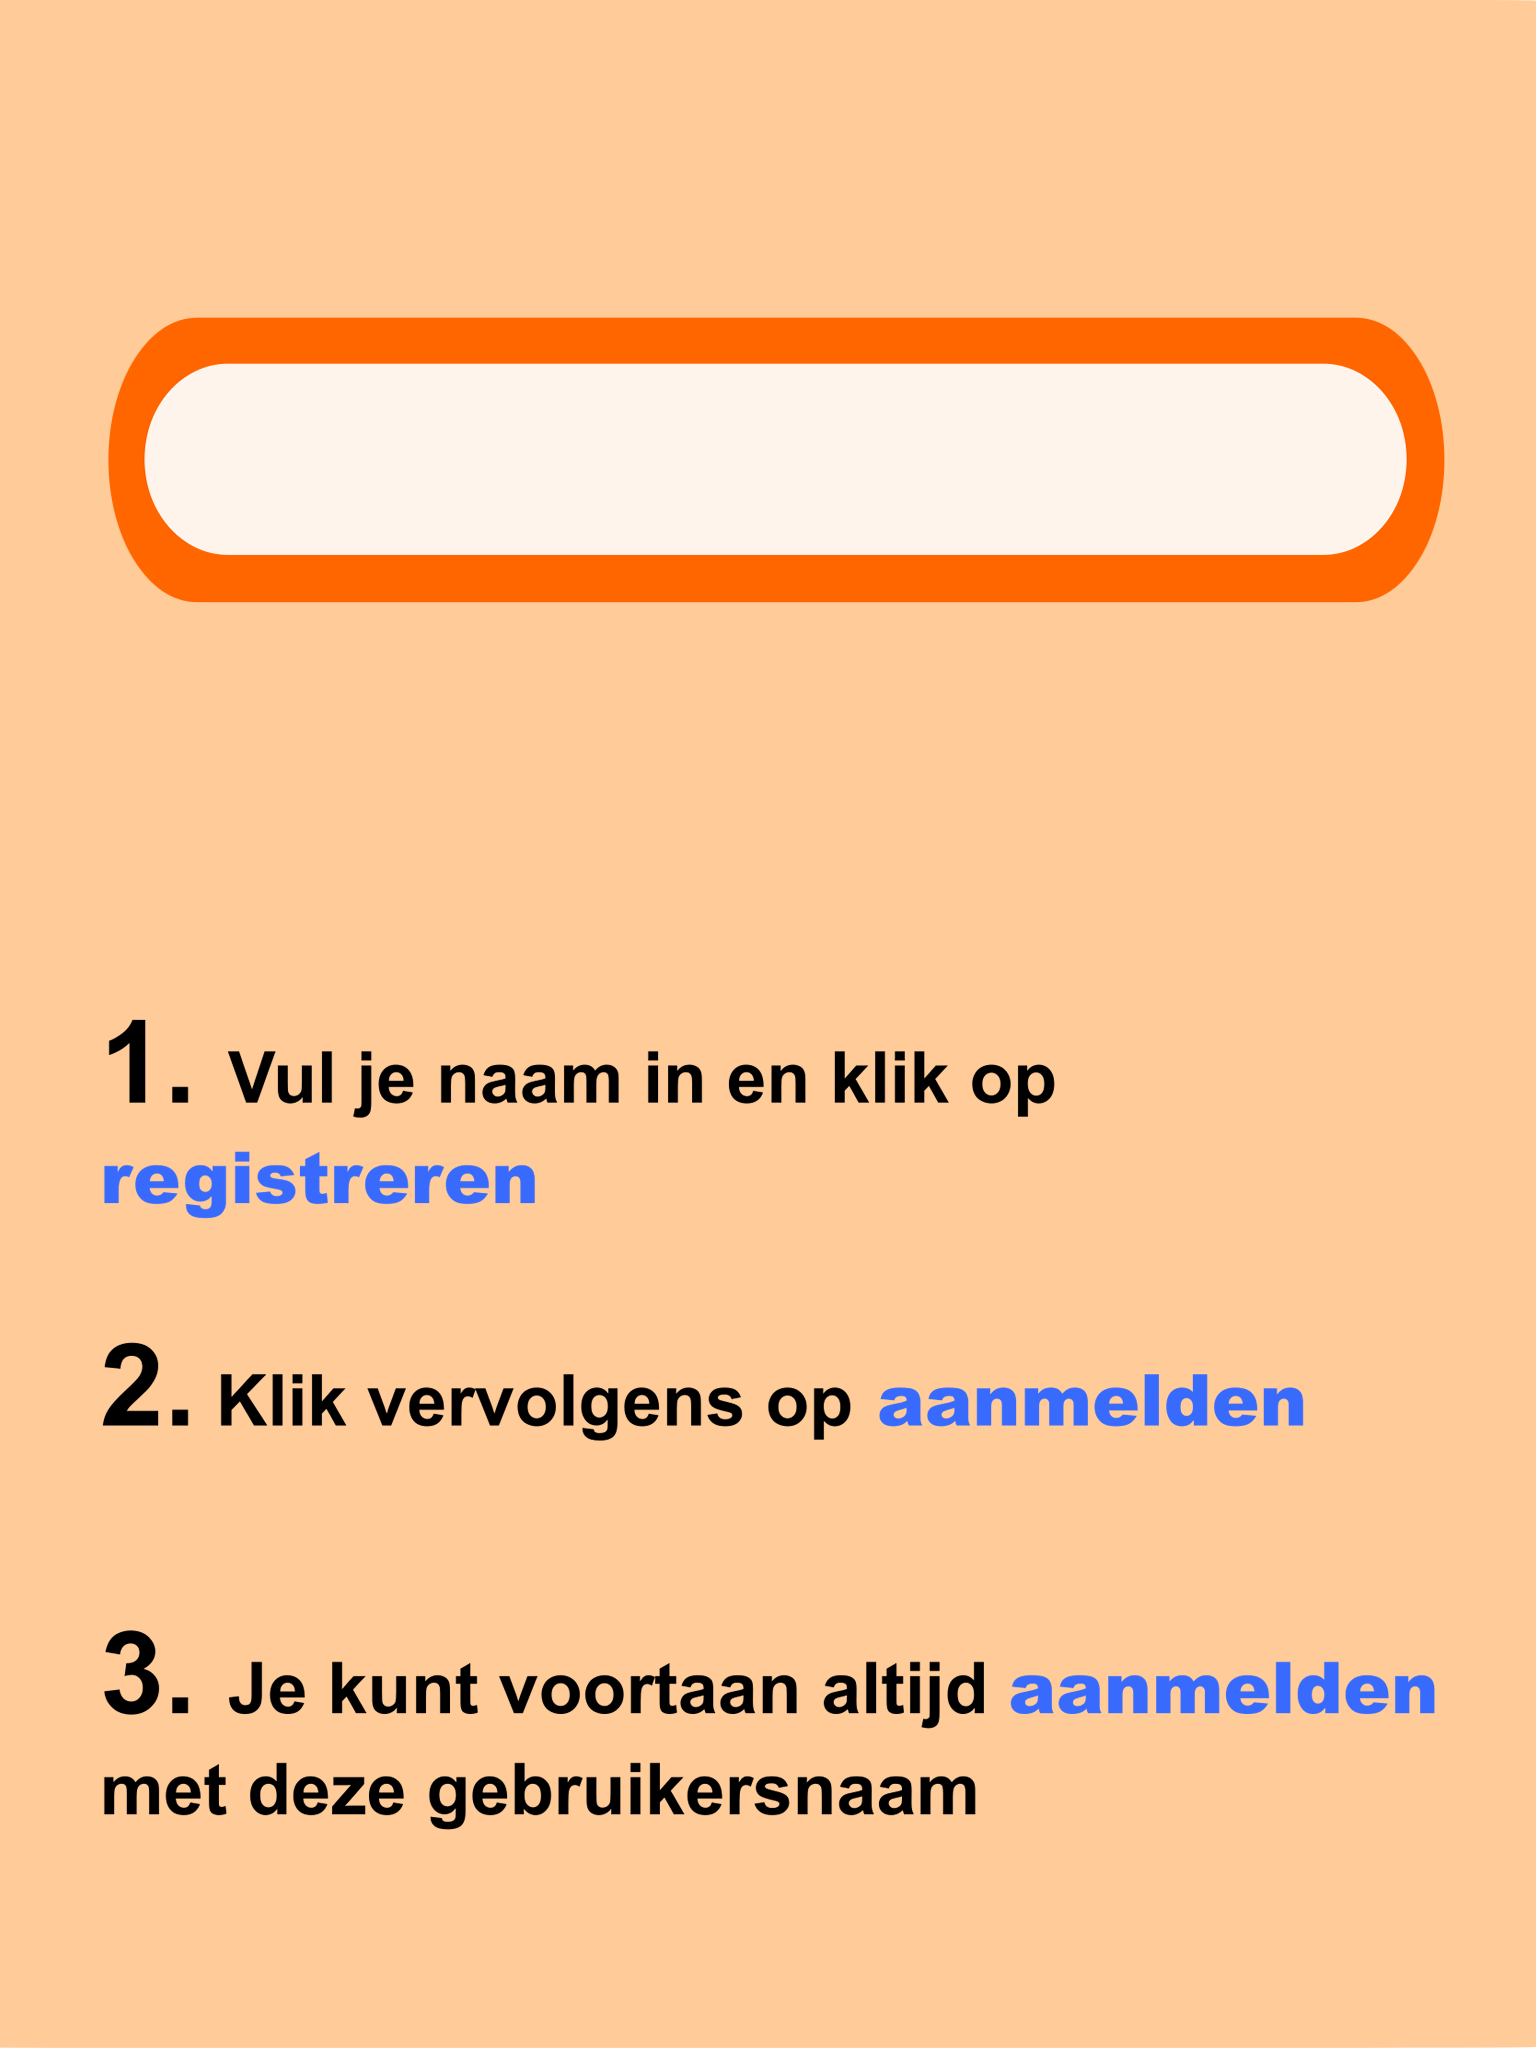 1. Vul je naam in en klik op
registreren
2. Klik vervolgens op aanmelden
3. Je kunt voortaan altijd aanmelden
met deze gebruikersnaam